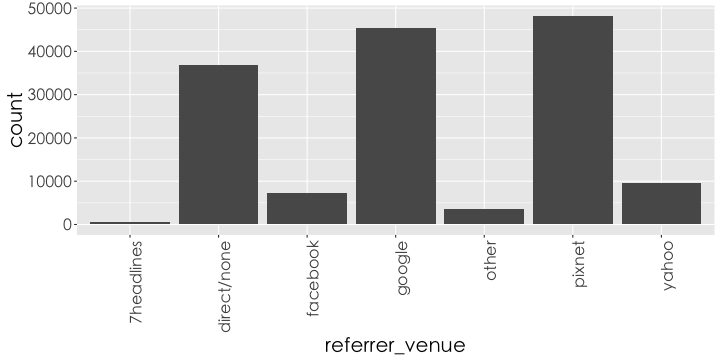 count
50000
40000
30000
20000
10000
0
7headlines
direct/none
facebook
google
other
pixnet
yahoo
referrer_venue